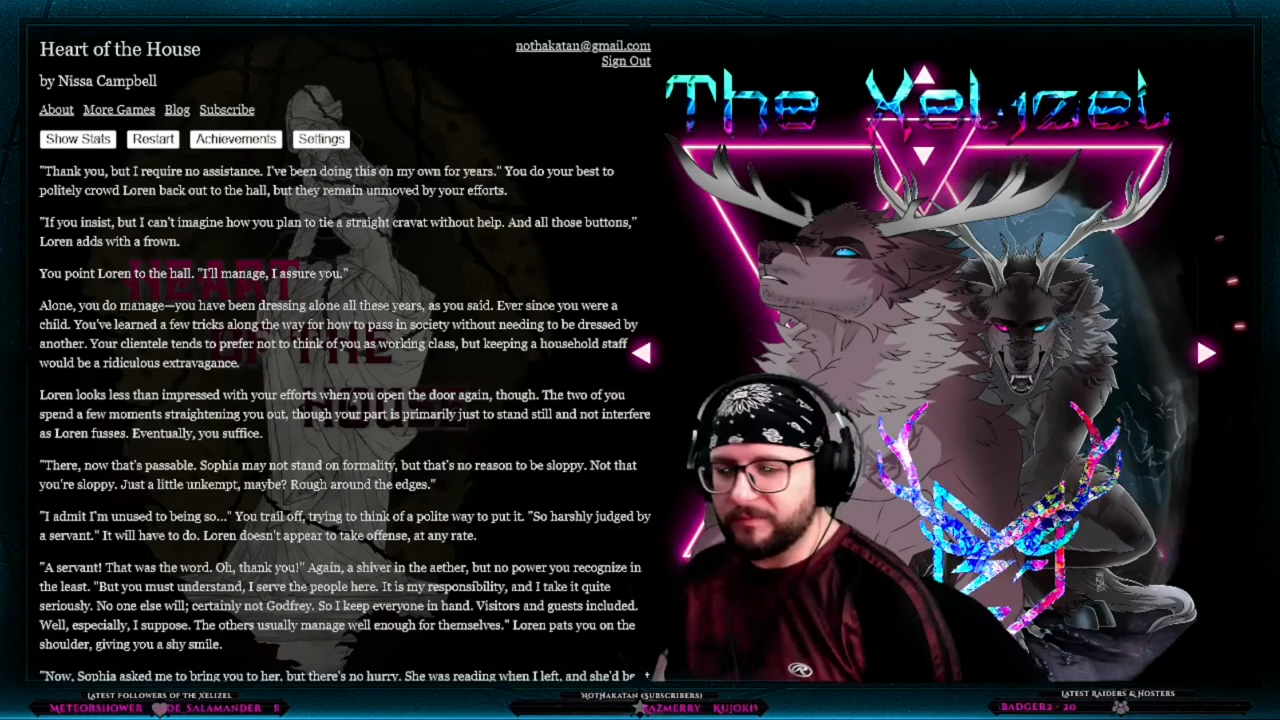 Heart of the House
nothakatan@gmail.com
Sign Out
by Nissa Campbell
About More Games Blog Subscribe
Show Stats Restart Achievements Settings
"Thank you, but I require no assistance. I've been doing this on my own for years." You do your best to
politely crowd Loren back out to the hall, but they remain unmoved by your efforts.
"If you insist, but I can't imagine how you plan to tie a straight cravat without help. And all those buttons,"
Loren adds with a frown.
You point Loren to the hall. "I'll manage, I assure you."
Alone, you do manage—you have been dressing alone all these years, as you said. Ever since you were a
child. You've learned a few tricks along the way for how to pass in society without needing to be dressed by
another. Your clientele tends to prefer not to think of you as working class, but keeping a household staff
would be a ridiculous extravagance.
Loren looks less than impressed with your efforts when you open the door again, though. The two of you
spend a few moments straightening you out, though your part is primarily just to stand still and not interfere
as Loren fusses. Eventually, you suffice.
"There, now that's passable. Sophia may not stand on formality, but that's no reason to be sloppy. Not that
you're sloppy. Just a little unkempt, maybe? Rough around the edges."
"I admit I'm unused to being so..." You trail off, trying to think of a polite way to put it. "So harshly judged by
a servant." It will have to do. Loren doesn't appear to take offense, at any rate.
"A servant! That was the word. Oh, thank you!" Again, a shiver in the aether, but no power you recognize in
the least. "But you must understand, I serve the people here. It is my responsibility, and I take it quite
seriously. No one else will; certainly not Godfrey. So I keep everyone in hand. Visitors and guests included.
Well, especially, I suppose. The others usually manage well enough for themselves." Loren pats you on the
shoulder, giving you a shy smile.
"Now, Sophia asked me to bring you to her, but there's no hurry. She was reading when I left, and she'd be
HEART
OF THE
HOUSE
The Xelizel
Latest Followers of The Xelizel
MeteorShower
oe_Salamander
NotHakatan (Subscribers)
azmerry Kujoki
Latest Raiders & Hosters
Badger2 - 20